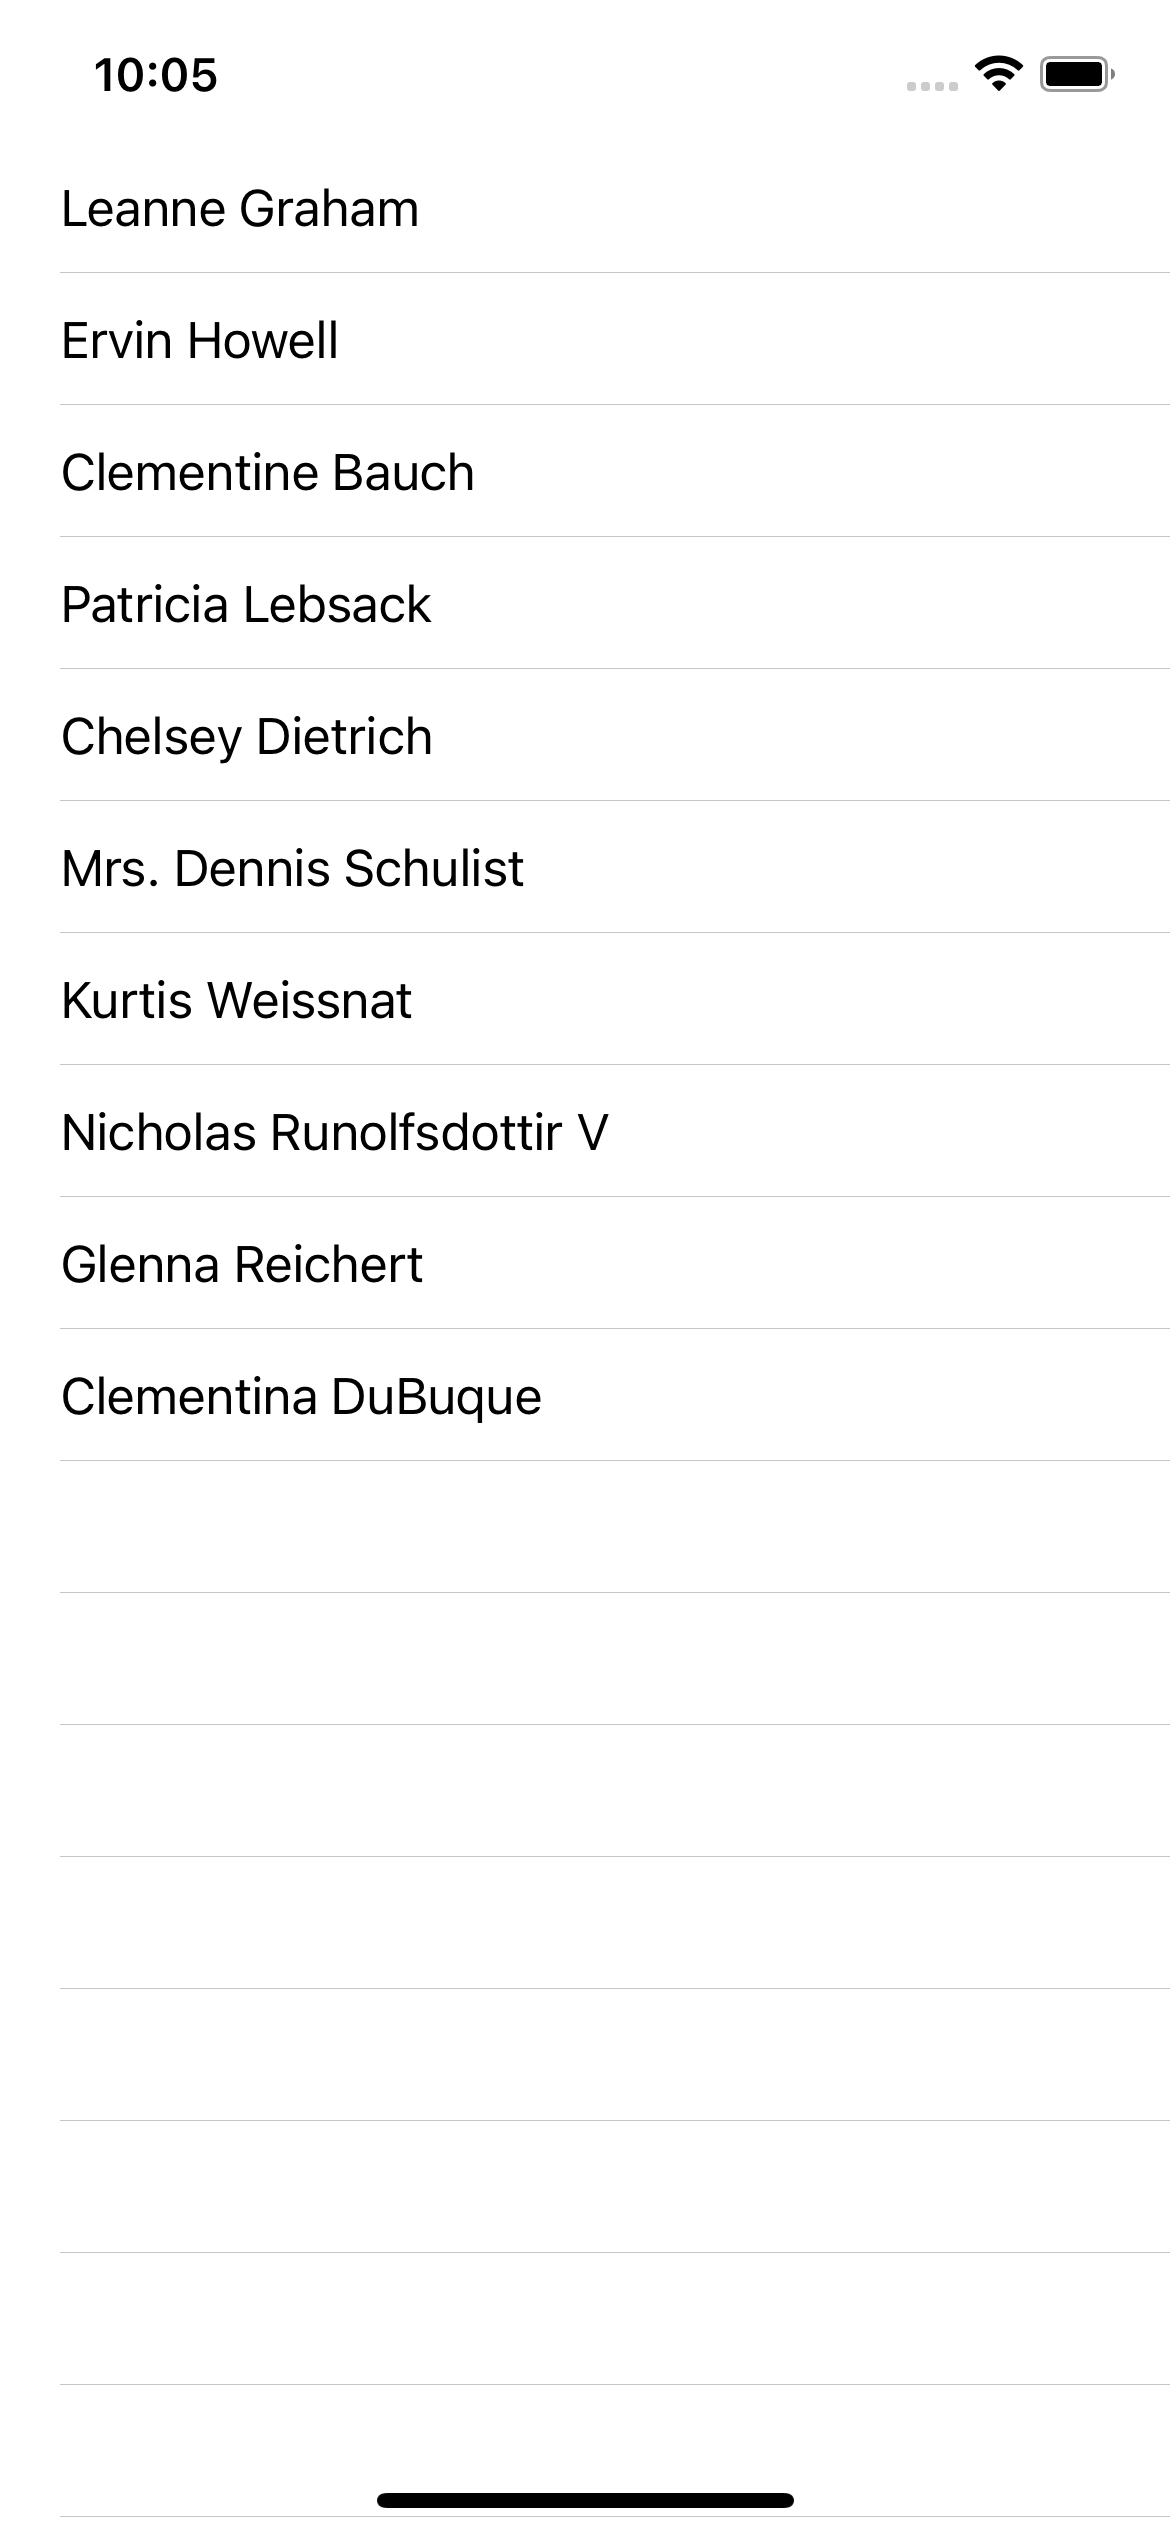 10:05
Leanne Graham
Ervin Howell
Clementine Bauch
Patricia Lebsack
Chelsey Dietrich
Mrs. Dennis Schulist
Kurtis Weissnat
Nicholas Runolfsdottir V
Glenna Reichert
Clementina DuBuque